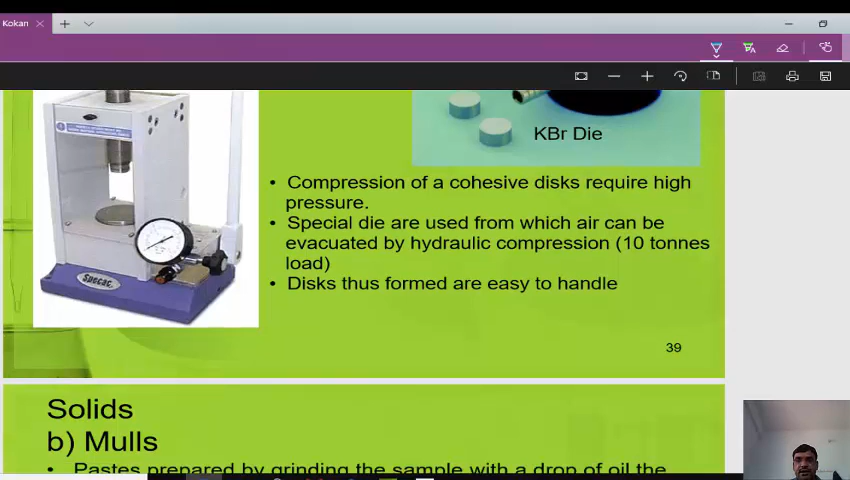 Kokan
KBr Die
• Compression of a cohesive disks require high
pressure.
• Special die are used from which air can be
evacuated by hydraulic compression (10 tonnes
load)
• Disks thus formed are easy to handle
Specac
39
Solids
b) Mulls
• Pastes prepared by grinding the sample with a drop of oil the